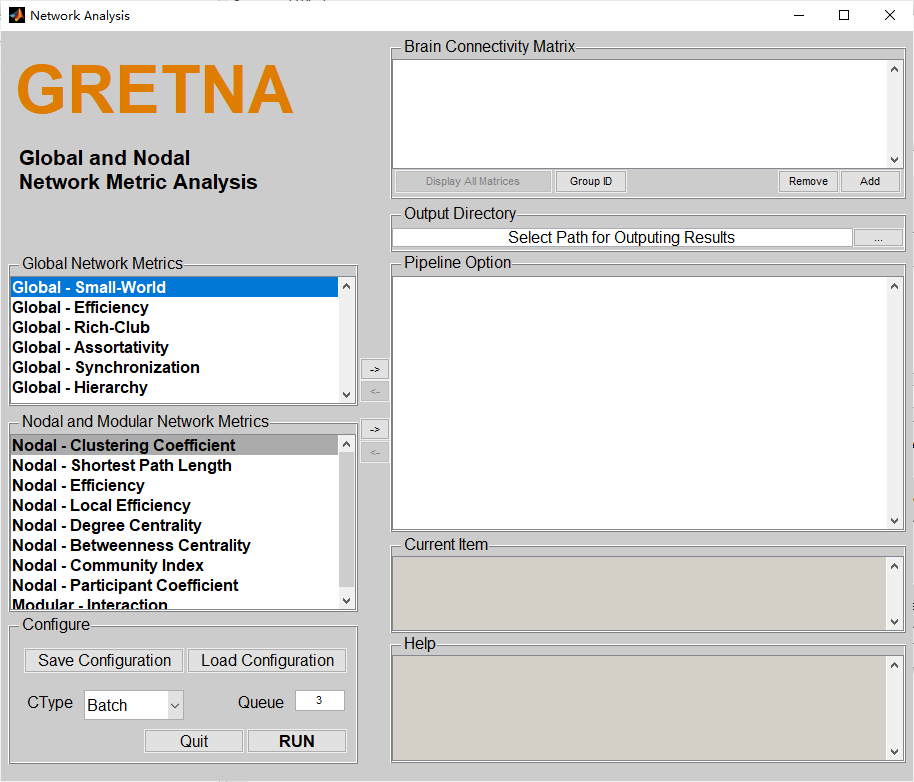 Network Analysis
GRETNA
Global and Nodal
Network Metric Analysis
Global Network Metrics
Global - Small-World
Global - Efficiency
Global - Rich-Club
Global - Assortativity
Global - Synchronization
Global - Hierarchy
->
<-
Nodal and Modular Network Metrics
Nodal - Clustering Coefficient
Nodal - Shortest Path Length
Nodal - Efficiency
Nodal - Local Efficiency
Nodal - Degree Centrality
Nodal - Betweenness Centrality
Nodal - Community Index
Nodal - Participant Coefficient
Modular - Interaction
->
<-
Configure
Save Configuration Load Configuration
CType Batch Queue 3
Quit RUN
Brain Connectivity Matrix
Display All Matrices Group ID Remove Add
Output Directory
Select Path for Outputing Results ...
Pipeline Option
Current Item
Help